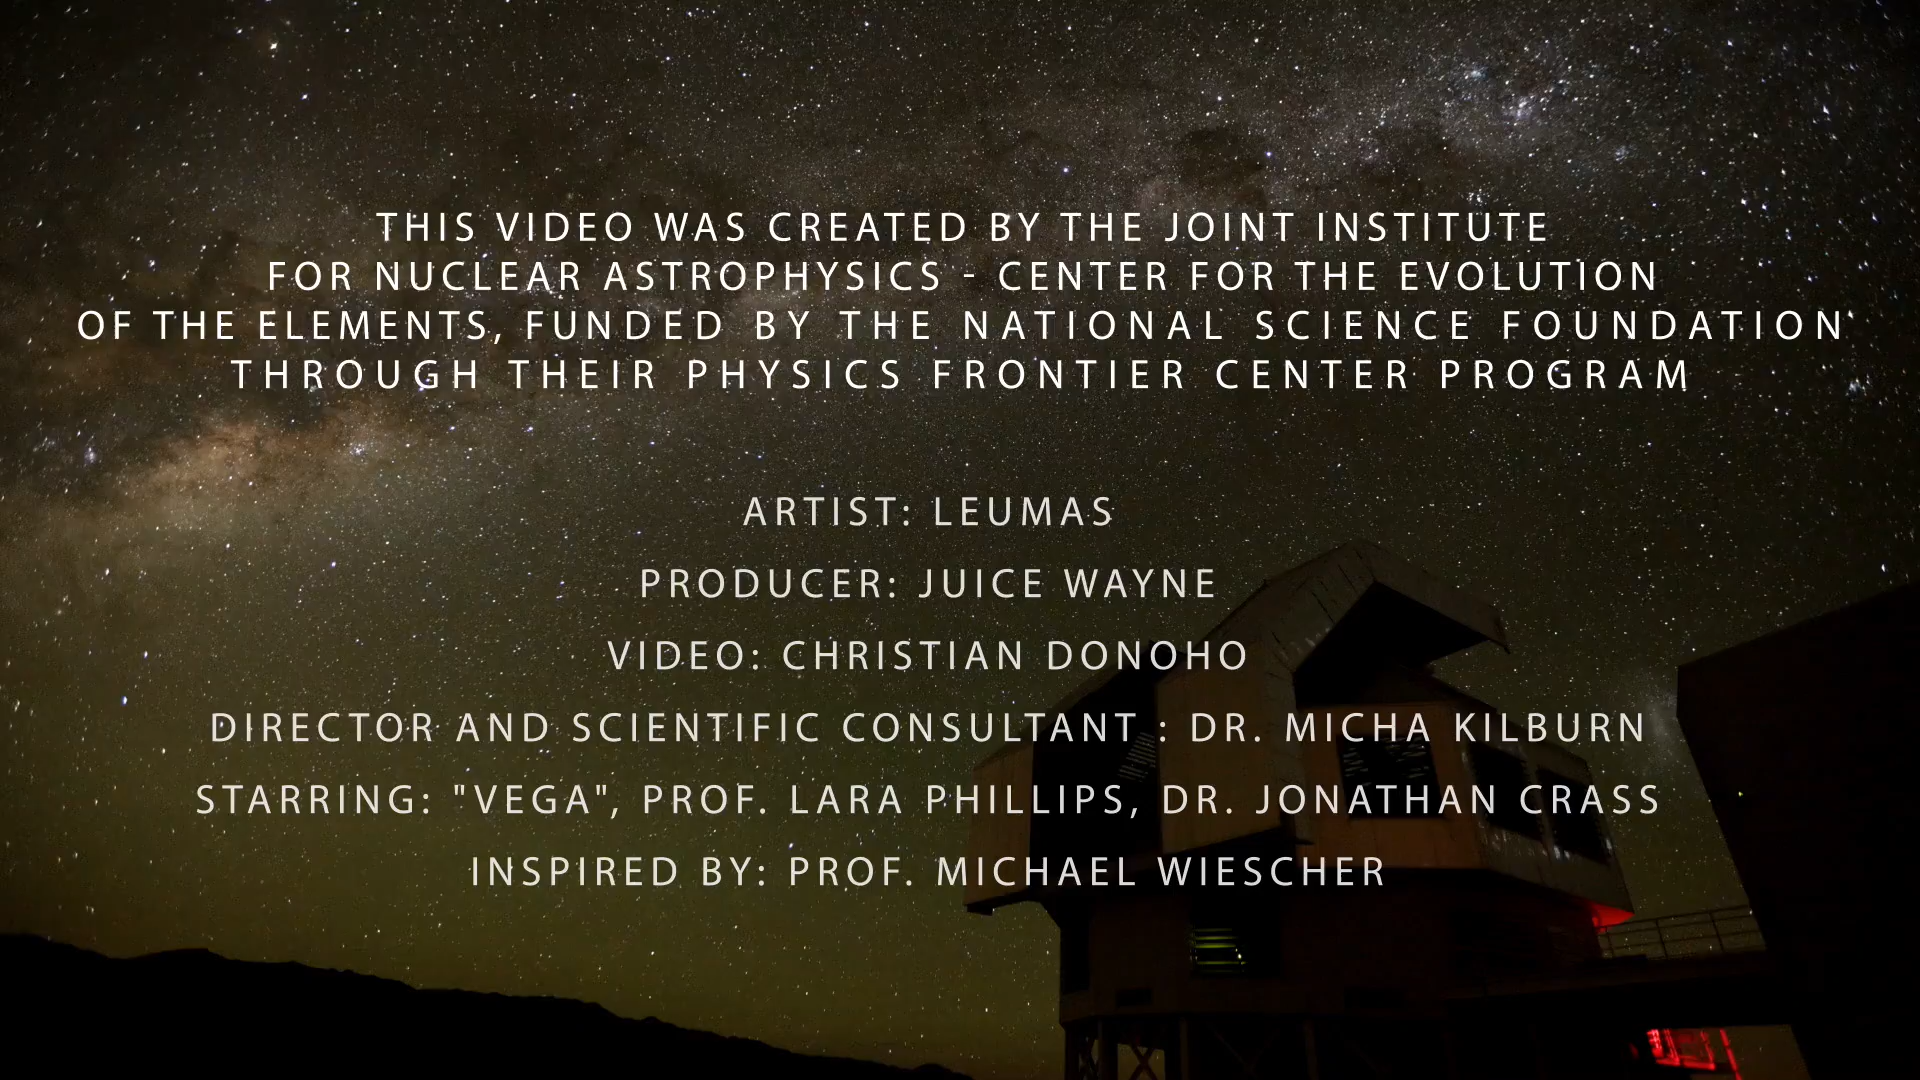 THIS VIDEO WAS CREATED BY THE JOINT INSTITUTE
FOR NUCLEAR ASTROPHYSICS - CENTER FOR THE EVOLUTION
OF THE ELEMENTS, FUNDED BY THE NATIONAL SCIENCE FOUNDATION
THROUGH THEIR PHYSICS FRONTIER CENTER PROGRAM
ARTIST: LEUMAS
PRODUCER: JUICE WAYNE
VIDEO: CHRISTIAN DONOHO
DIRECTOR AND SCIENTIFIC CONSULTANT : DR. MICHA KILBURN
STARRING: "VEGA", PROF. LARA PHILLIPS, DR. JONATHAN CRASS
INSPIRED BY: PROF. MICHAEL WIESCHER